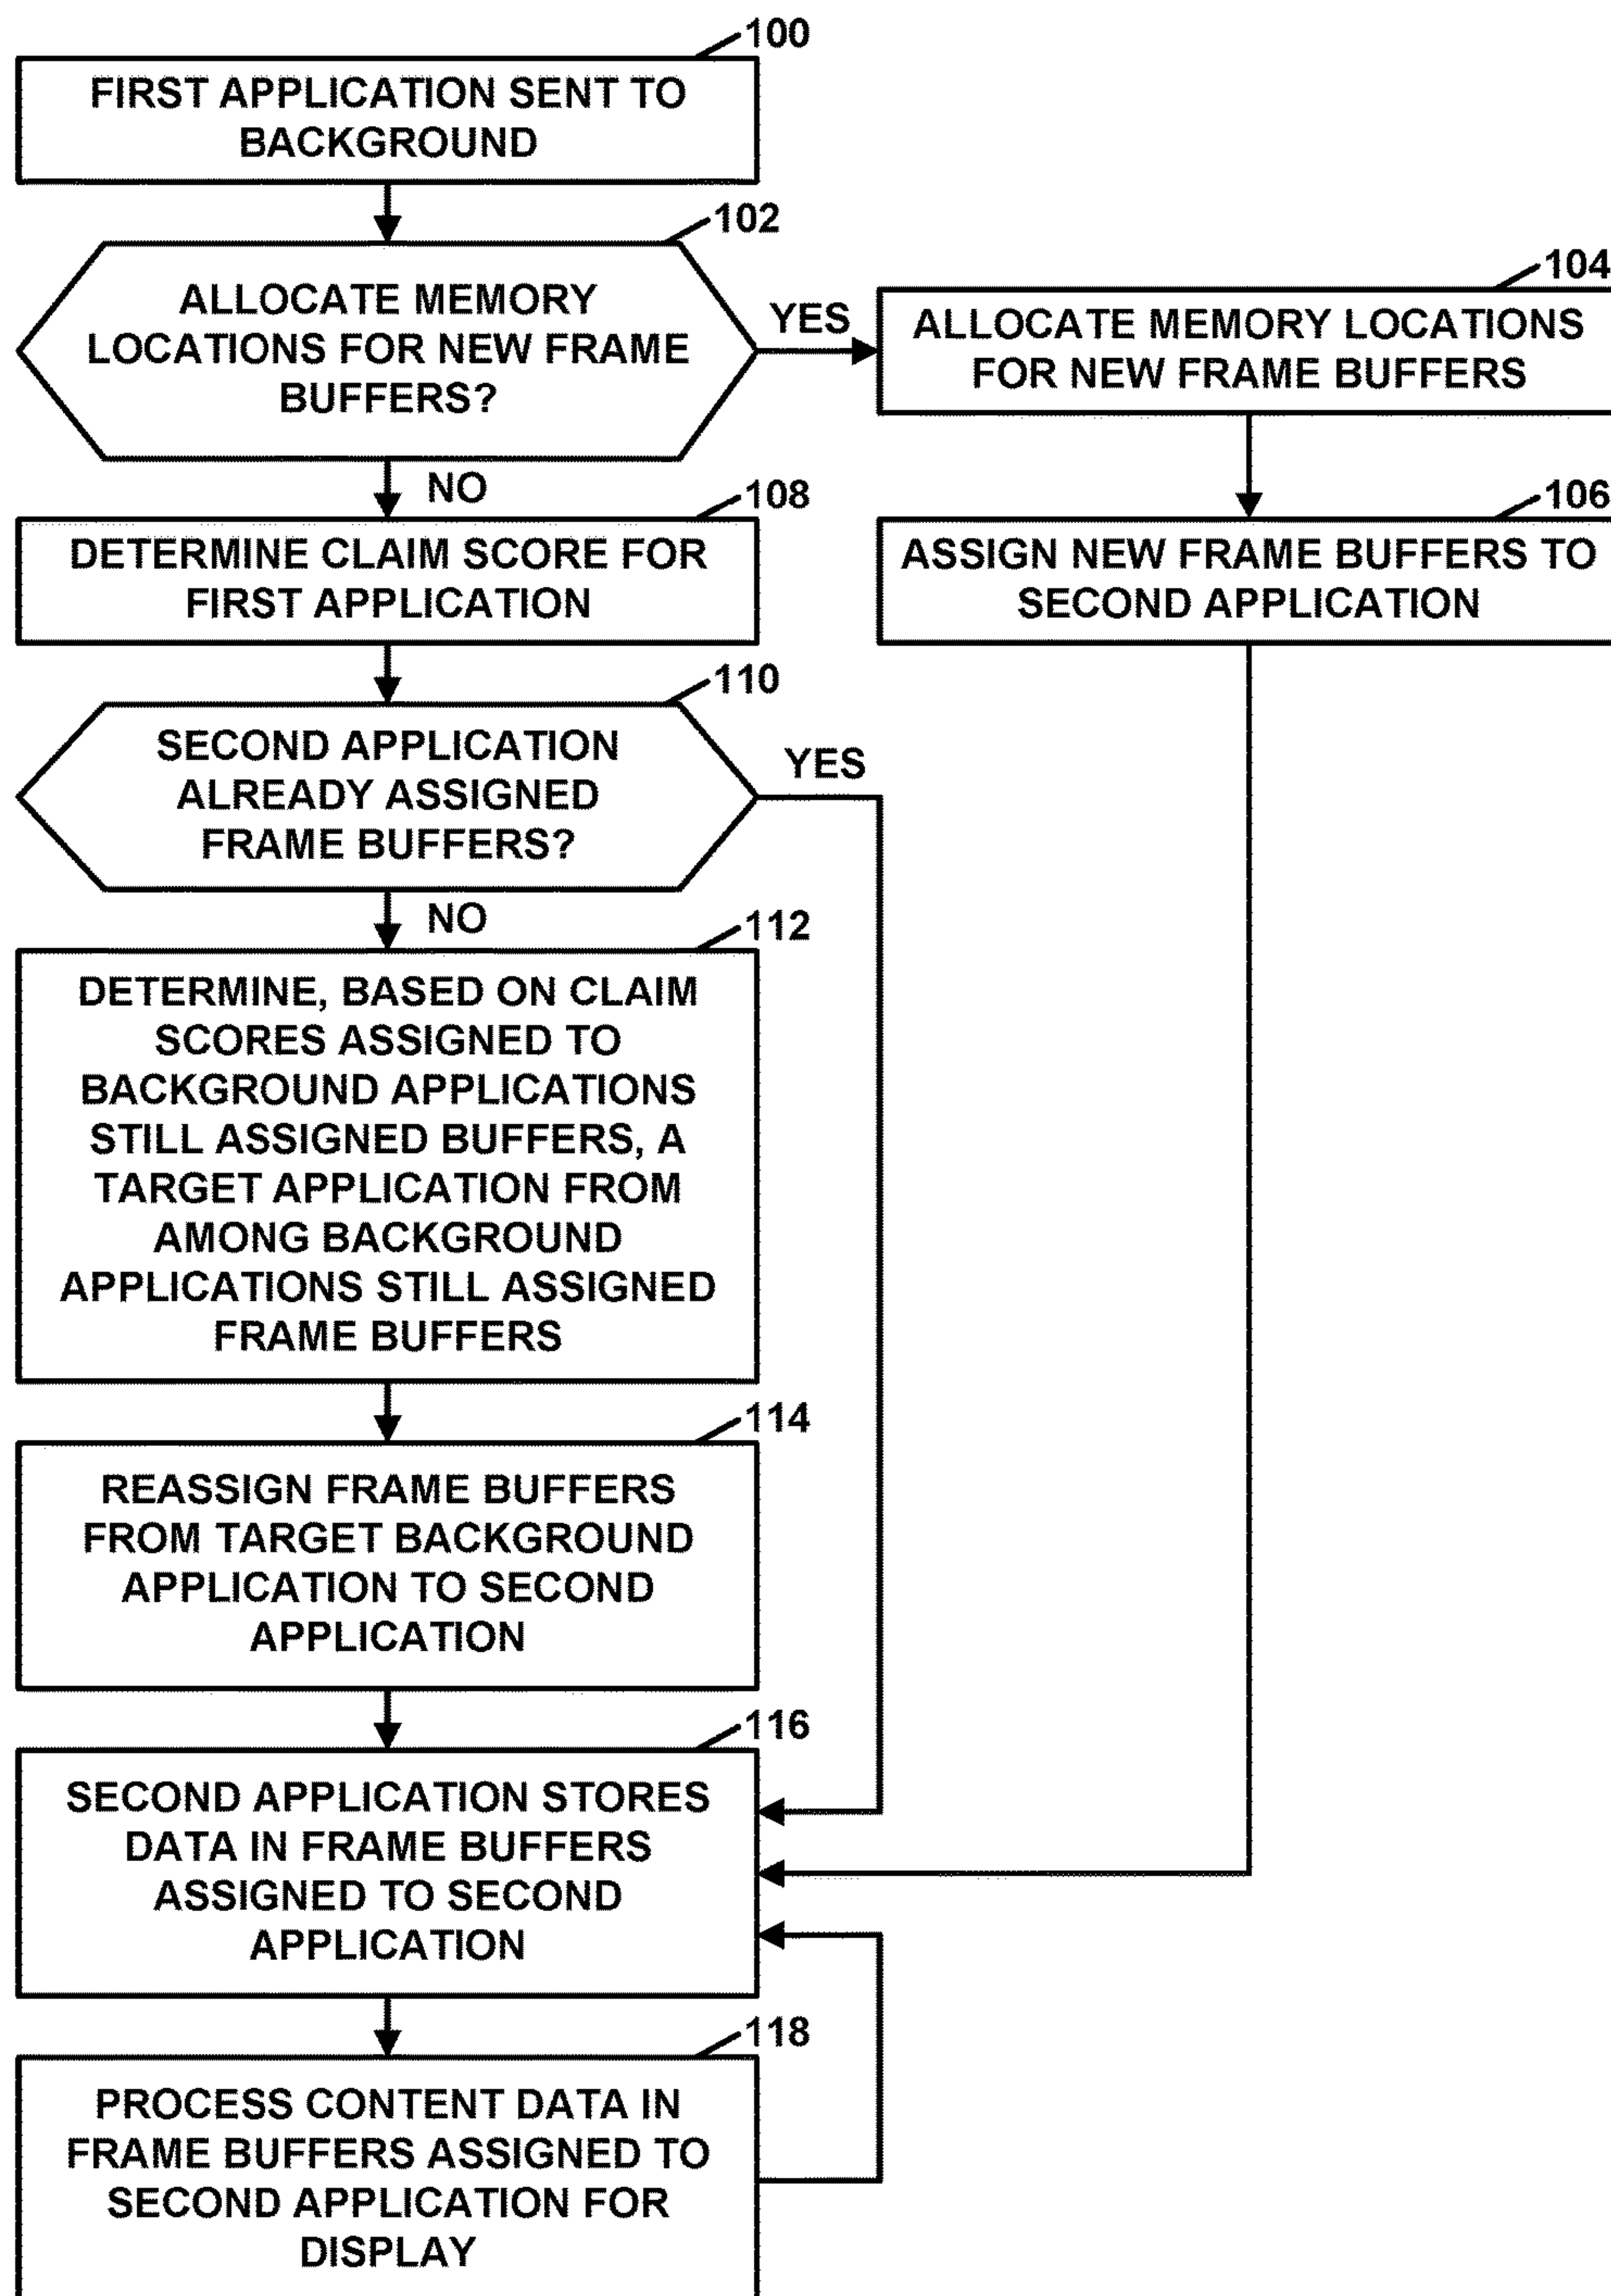 100
FIRST APPLICATION SENT TO
BACKGROUND
102
ALLOCATE MEMORY
LOCATIONS FOR NEW FRAME
BUFFERS?
YES
104
ALLOCATE MEMORY LOCATIONS
FOR NEW FRAME BUFFERS
NO
106
ASSIGN NEW FRAME BUFFERS TO
SECOND APPLICATION
108
DETERMINE CLAIM SCORE FOR
FIRST APPLICATION
110
SECOND APPLICATION
ALREADY ASSIGNED
FRAME BUFFERS?
YES
NO
112
DETERMINE, BASED ON CLAIM
SCORES ASSIGNED TO
BACKGROUND APPLICATIONS
STILL ASSIGNED BUFFERS, A
TARGET APPLICATION FROM
AMONG BACKGROUND
APPLICATIONS STILL ASSIGNED
FRAME BUFFERS
114
REASSIGN FRAME BUFFERS
FROM TARGET BACKGROUND
APPLICATION TO SECOND
APPLICATION
116
SECOND APPLICATION STORES
DATA IN FRAME BUFFERS
ASSIGNED TO SECOND
APPLICATION
118
PROCESS CONTENT DATA IN
FRAME BUFFERS ASSIGNED TO
SECOND APPLICATION FOR
DISPLAY